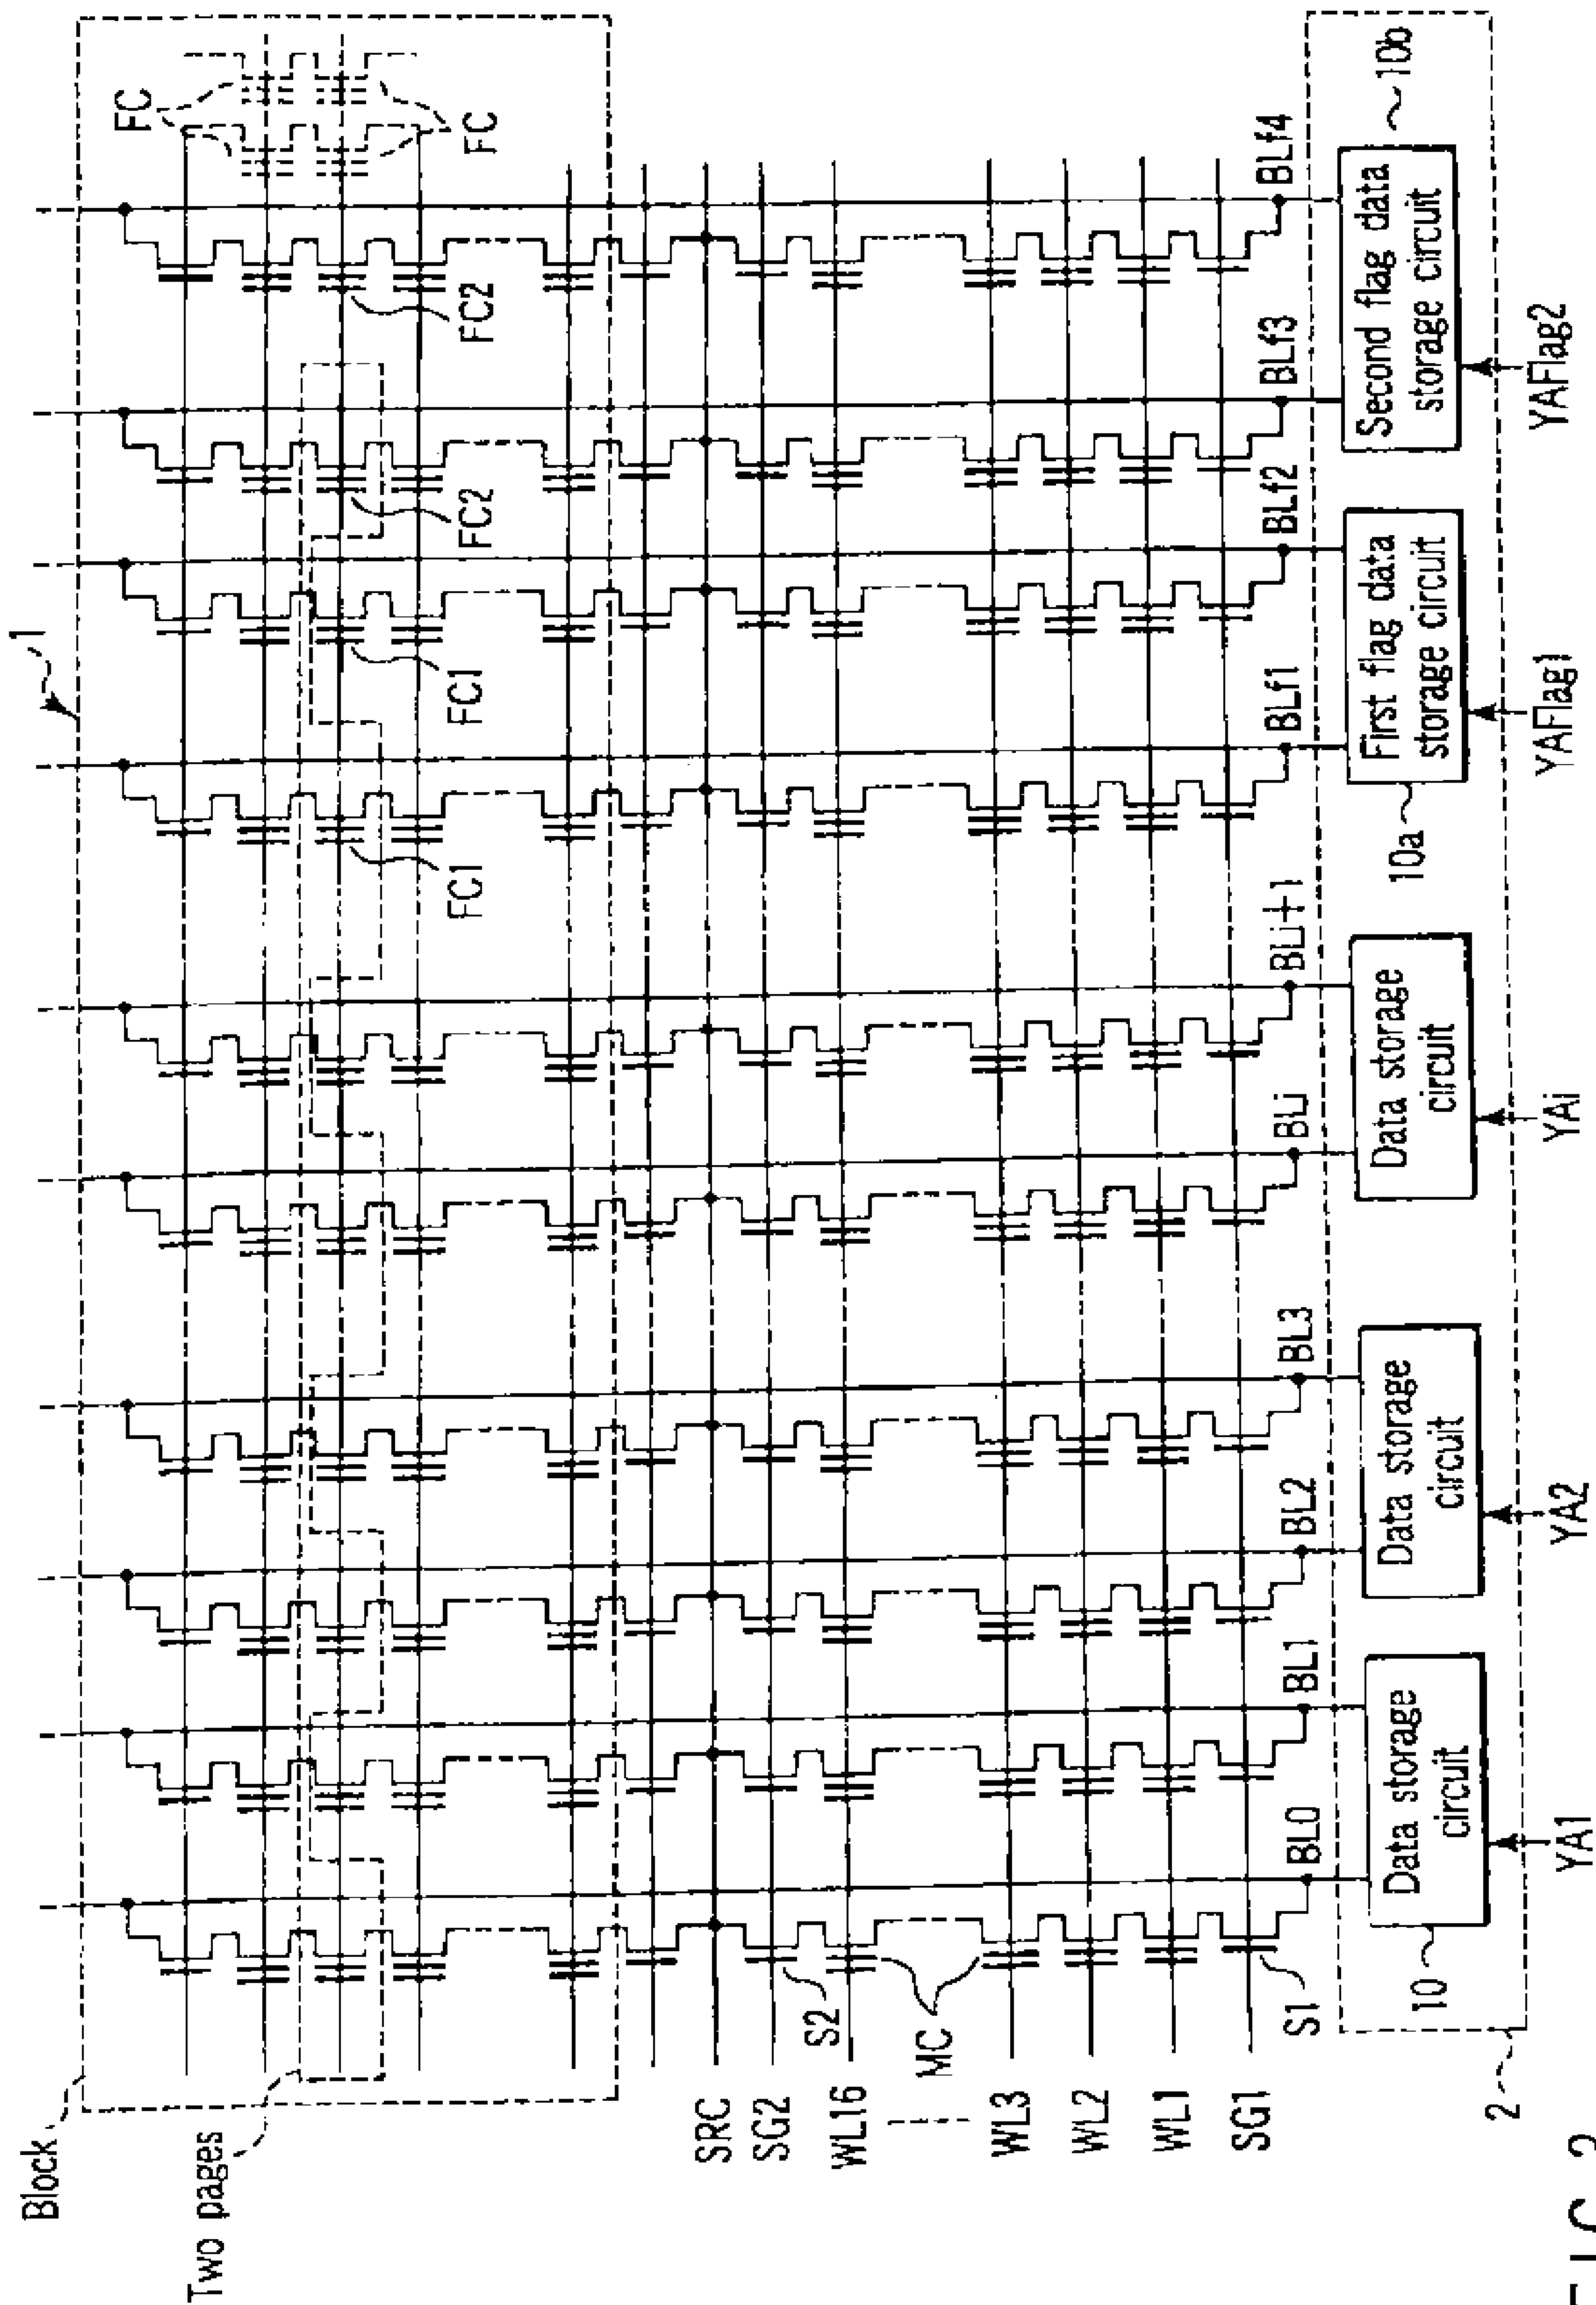 1
Block
Two pages
FC
FC
FC1
FC1
FC2
FC2
SRC
SG2
WL16
WL3
WL2
WL1
SG1
S2
MC
S1
BL0
BL1
BL2
BL3
BLi
BLi+1
BLf1
BLf2
BLf3
BLf4
2
10
Data storage
circuit
Data storage
circuit
Data storage
circuit
10a
First flag data
storage circuit
Second flag data
storage circuit
10b
YA1
YA2
YAi
YAFlag1
YAFlag2